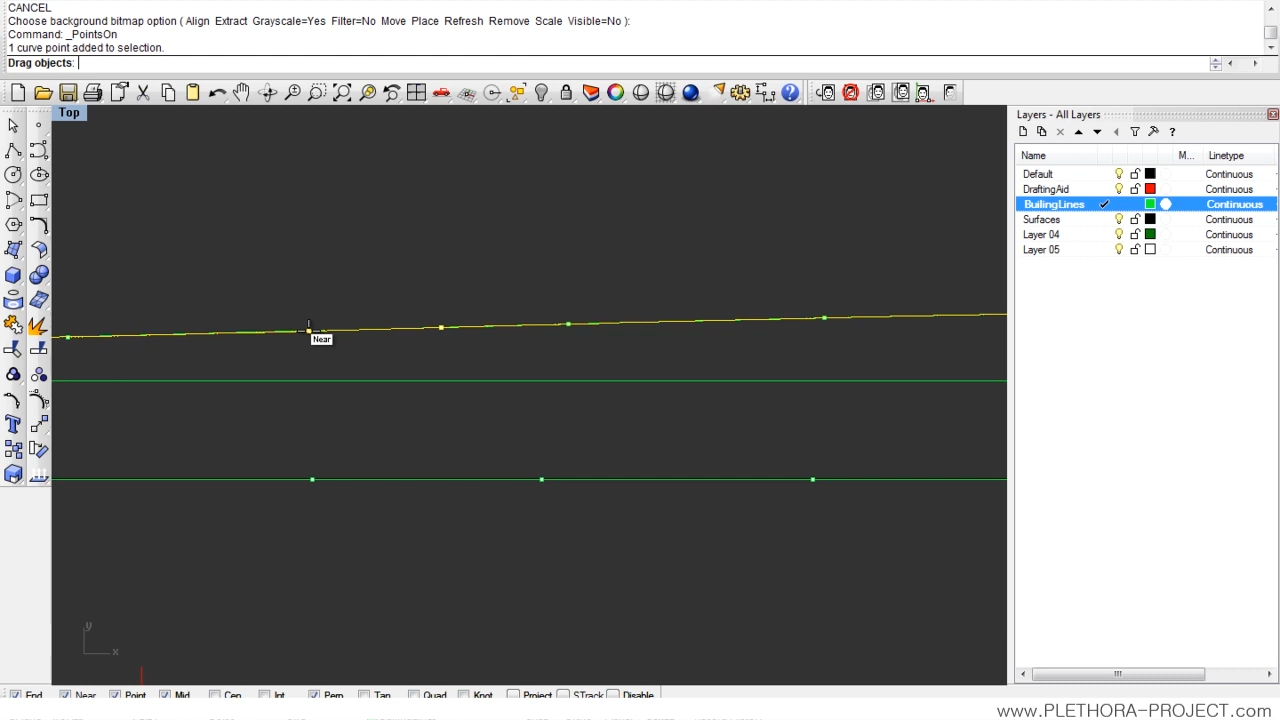 CANCEL
Choose background bitmap option ( Align Extract Grayscale=Yes Filter=No Move Place Refresh Remove Scale Visible=No ):
Command: _PointsOn
1 curve point added to selection.
Drag objects:
Top
Layers - All Layers
Name M... Linetype
Default Continuous
DraftingAid Continuous
BuilingLines Continuous
Surfaces Continuous
Layer 04 Continuous
Layer 05 Continuous
Near
y
x
End Near Point Mid Cen Int Perp Tan Quad Knot Project STrack Disable
www.PLETHORA-PROJECT.com